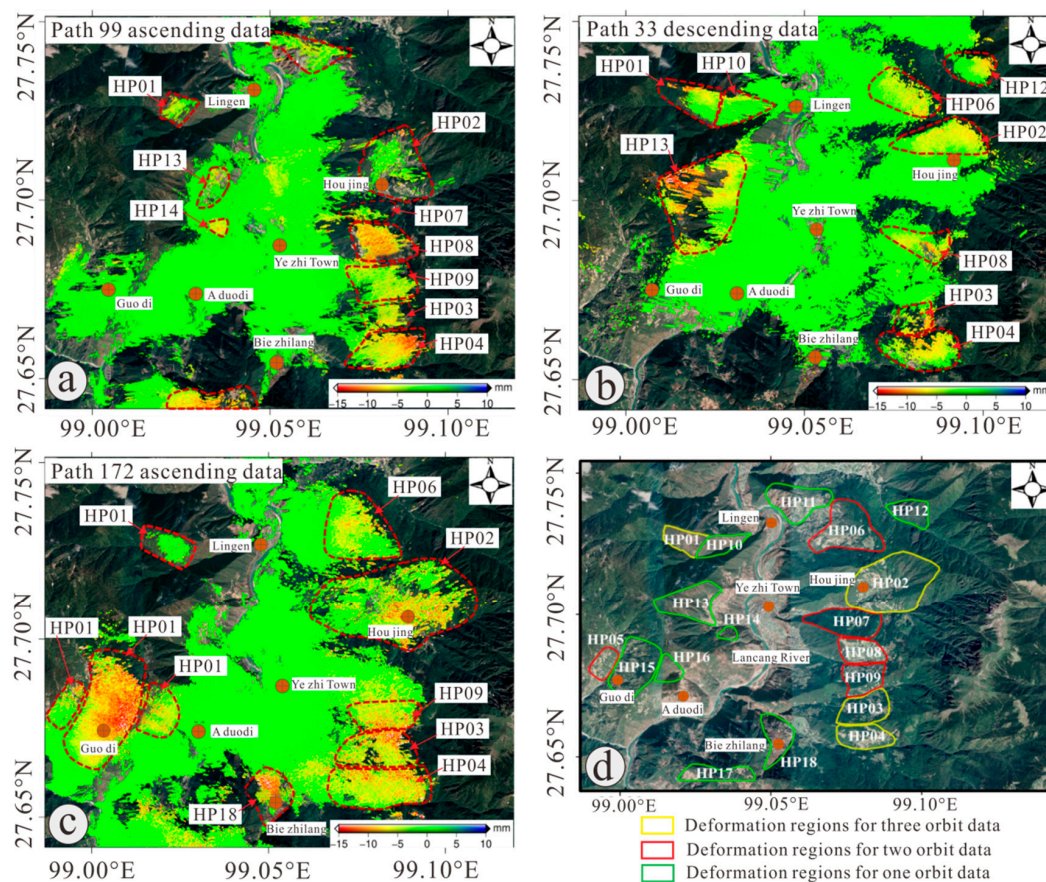 Path 99 ascending data
N
HP01
Lingen
HP02
HP13
Hou jing
HP14
HP07
HP08
Ye zhi Town
HP09
Guo di
A duodi
HP03
Bie zhilang
HP04
a
mm
−15 −10 −5 0 5 10
27.75°N
27.70°N
27.65°N
99.00°E 99.05°E 99.10°E
Path 33 descending data
N
HP01
HP10
HP12
Lingen
HP06
HP02
HP13
Hou jing
Ye zhi Town
HP08
Guo di
A duodi
HP03
Bie zhilang
HP04
b
mm
−15 −10 −5 0 5 10
27.75°N
27.70°N
27.65°N
99.00°E 99.05°E 99.10°E
Path 172 ascending data
N
HP06
HP01
Lingen
HP02
Hou jing
HP01
HP01
HP01
Ye zhi Town
HP09
A duodi
HP03
Guo di
HP04
HP18
Bie zhilang
c
mm
−15 −10 −5 0 5 10
27.75°N
27.70°N
27.65°N
99.00°E 99.05°E 99.10°E
N
HP11
HP12
Lingen
HP06
HP01
HP10
Hou jing
HP02
Ye zhi Town
HP13
HP14
HP07
HP05
Lancang River
HP08
HP15
HP16
HP09
Guo di
A duodi
HP03
HP04
Bie zhilang
HP18
HP17
d
27.75°N
27.70°N
27.65°N
99.00°E 99.05°E 99.10°E
Deformation regions for three orbit data
Deformation regions for two orbit data
Deformation regions for one orbit data